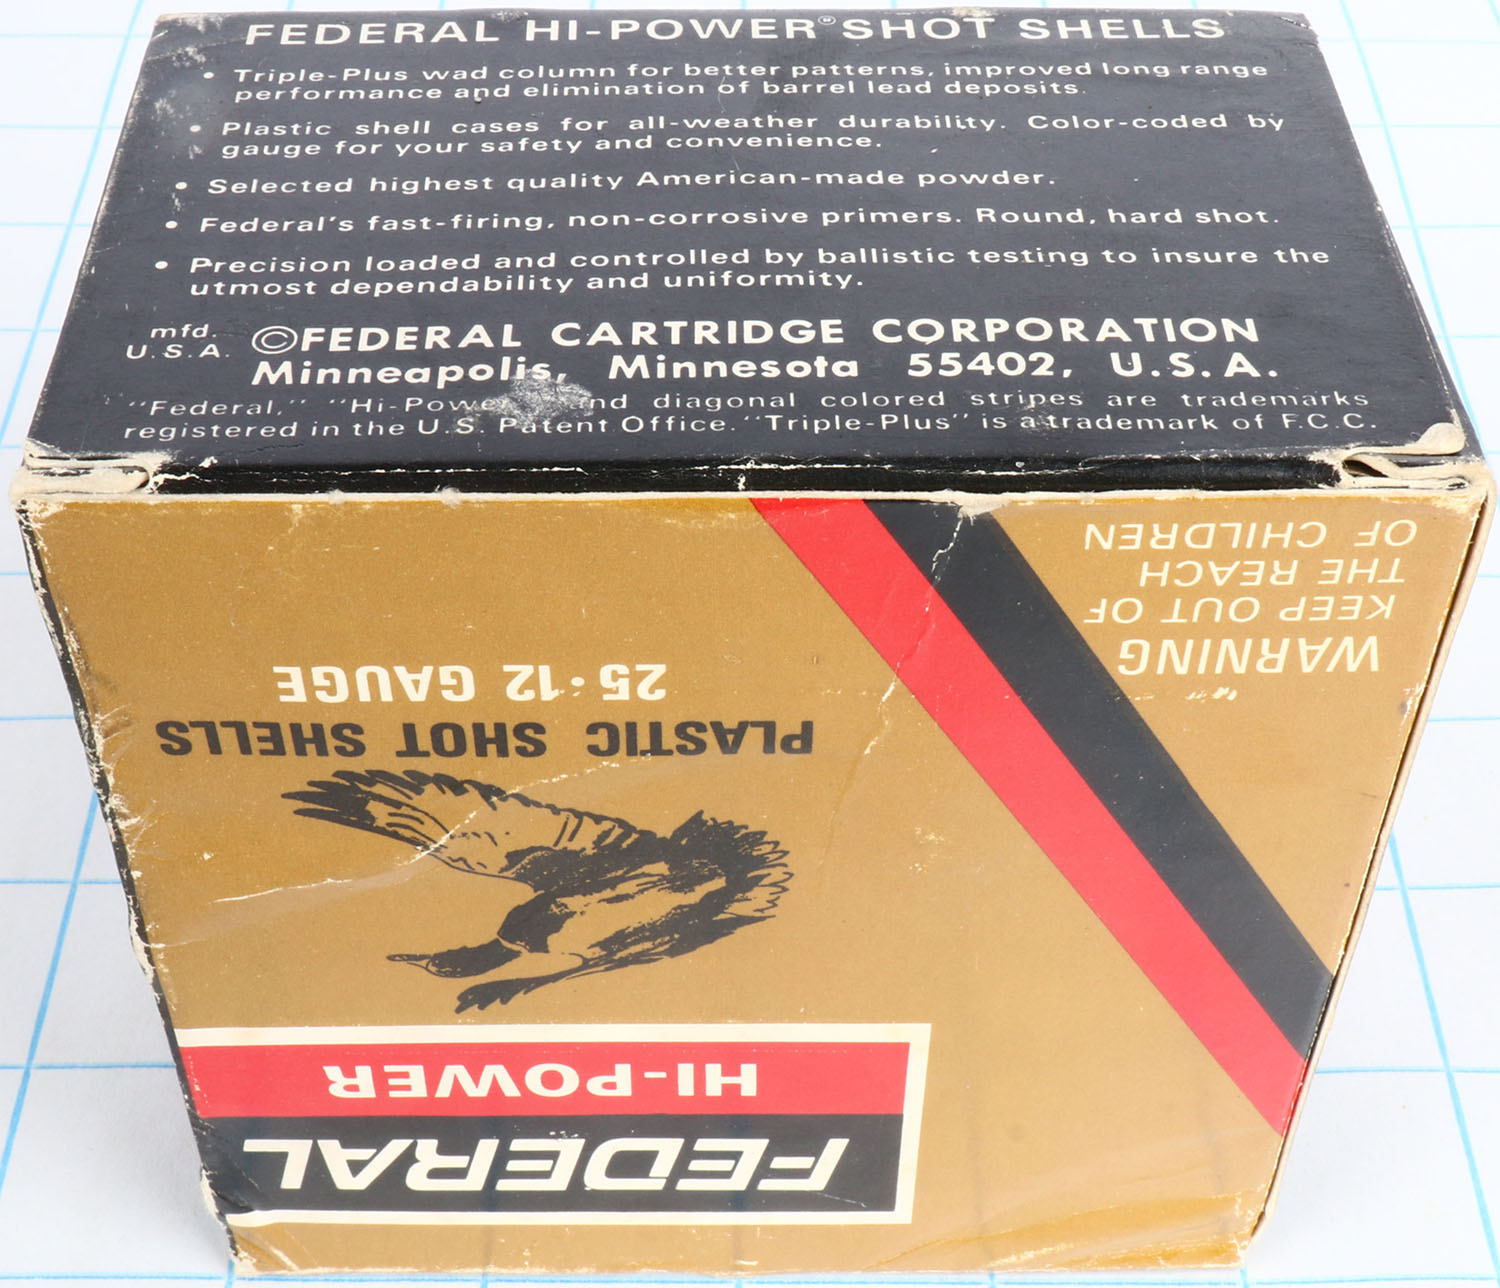 FEDERAL HI-POWER® SHOT SHELLS
• Triple-Plus wad column for better patterns, improved long range
performance and elimination of barrel lead deposits.
• Plastic shell cases for all-weather durability. Color-coded by
gauge for your safety and convenience.
• Selected highest quality American-made powder.
• Federal's fast-firing, non-corrosive primers. Round, hard shot.
• Precision loaded and controlled by ballistic testing to insure the
utmost dependability and uniformity.
mfd.
U.S.A.
©FEDERAL CARTRIDGE CORPORATION
Minneapolis, Minnesota 55402, U.S.A.
"Federal," "Hi-Power and diagonal colored stripes are trademarks
registered in the U.S. Patent Office. "Triple-Plus" is a trademark of F.C.C.
FEDERAL
HI-POWER
PLASTIC SHOT SHELLS
25 • 12 GAUGE
WARNING
KEEP OUT OF
THE REACH
OF CHILDREN